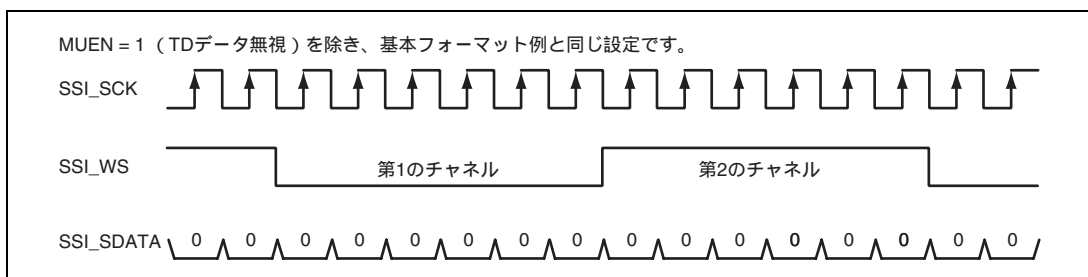 MUEN = 1 （TDデータ無視）を除き、基本フォーマット例と同じ設定です。
SSI_SCK
SSI_WS 第1のチャネル 第2のチャネル
SSI_SDATA 0 0 0 0 0 0 0 0 0 0 0 0 0 0 0 0